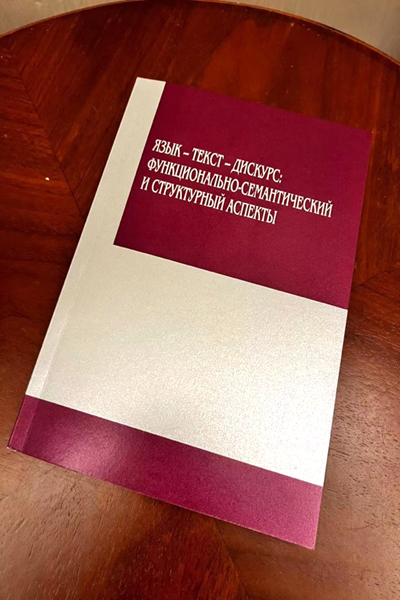 ЯЗЫК – ТЕКСТ – ДИСКУРС:
ФУНКЦИОНАЛЬНО-СЕМАНТИЧЕСКИЙ
И СТРУКТУРНЫЙ АСПЕКТЫ